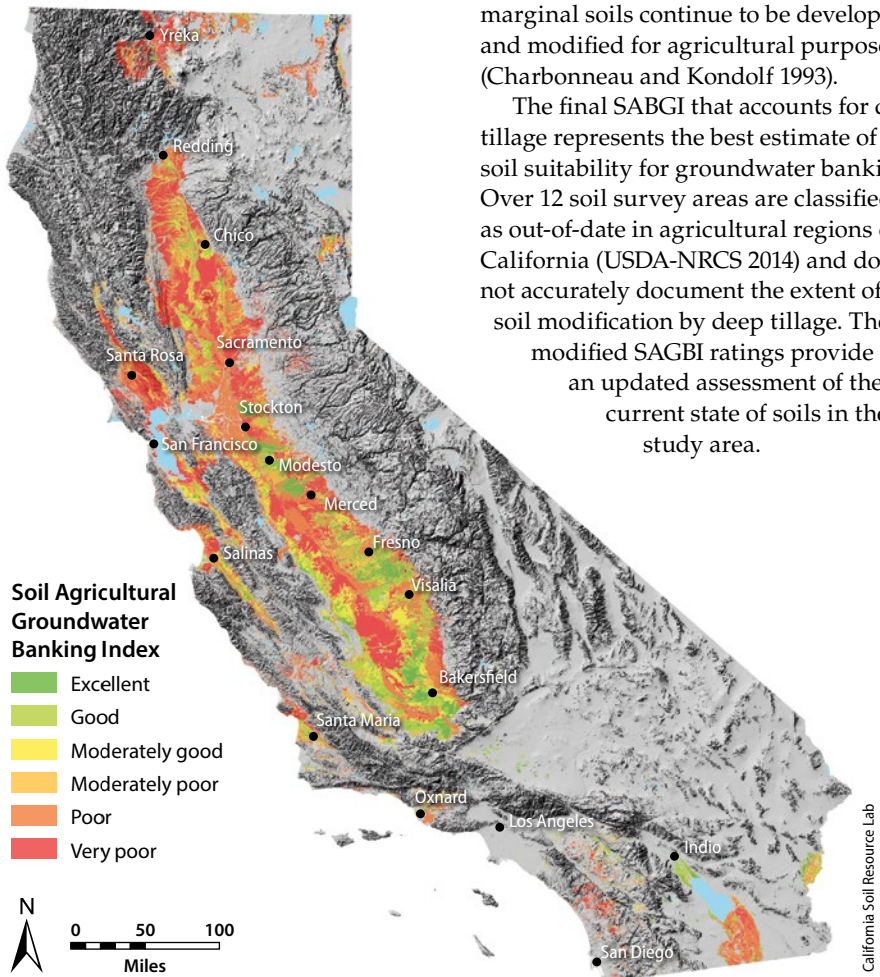 marginal soils continue to be develop
and modified for agricultural purpose
(Charbonneau and Kondolf 1993).
The final SABGI that accounts for
tillage represents the best estimate of
soil suitability for groundwater banki
Over 12 soil survey areas are classifie
as out-of-date in agricultural regions
California (USDA-NRCS 2014) and do
not accurately document the extent of
soil modification by deep tillage. The
modified SAGBI ratings provide
an updated assessment of the
current state of soils in the
study area.
Yreka
Redding
Chico
Sacramento
Santa Rosa
Stockton
San Francisco
Modesto
Merced
Fresno
Salinas
Visalia
Bakersfield
Santa Maria
Oxnard
Los Angeles
Indio
San Diego
Soil Agricultural
Groundwater
Banking Index
Excellent
Good
Moderately good
Moderately poor
Poor
Very poor
N
0 50 100
Miles
California Soil Resource Lab